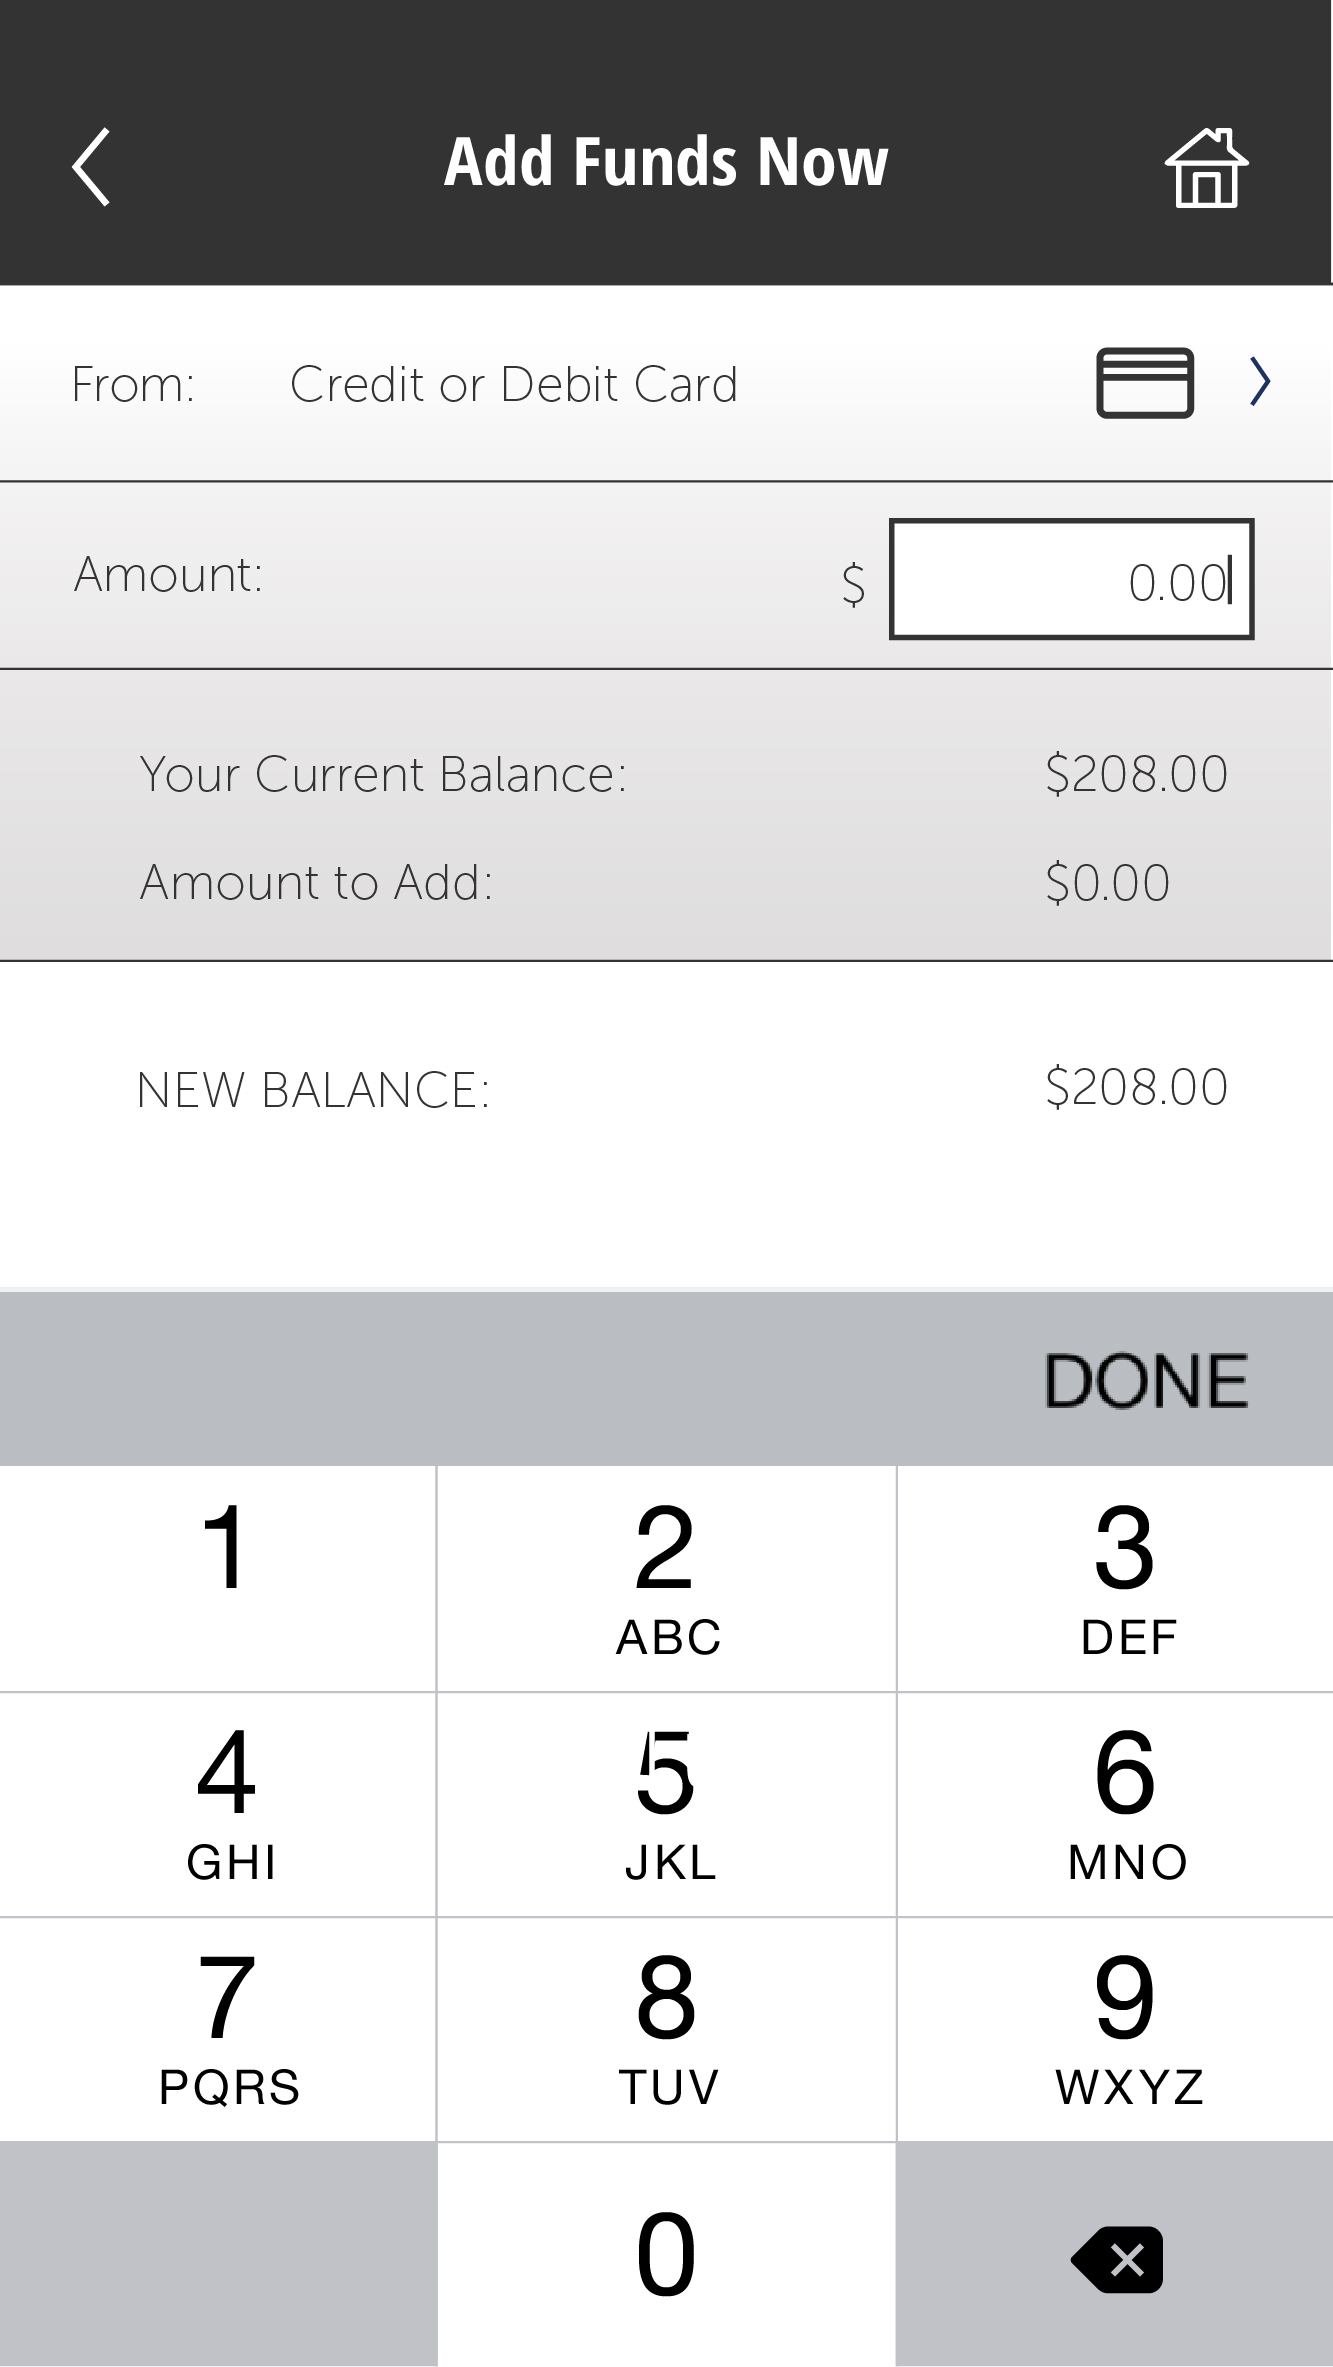 Add Funds Now
From: Credit or Debit Card
Amount: $ 0.00
Your Current Balance: $208.00
Amount to Add: $0.00
NEW BALANCE: $208.00
DONE
1 2 3
ABC DEF
4 5 6
GHI JKL MNO
7 8 9
PQRS TUV WXYZ
0